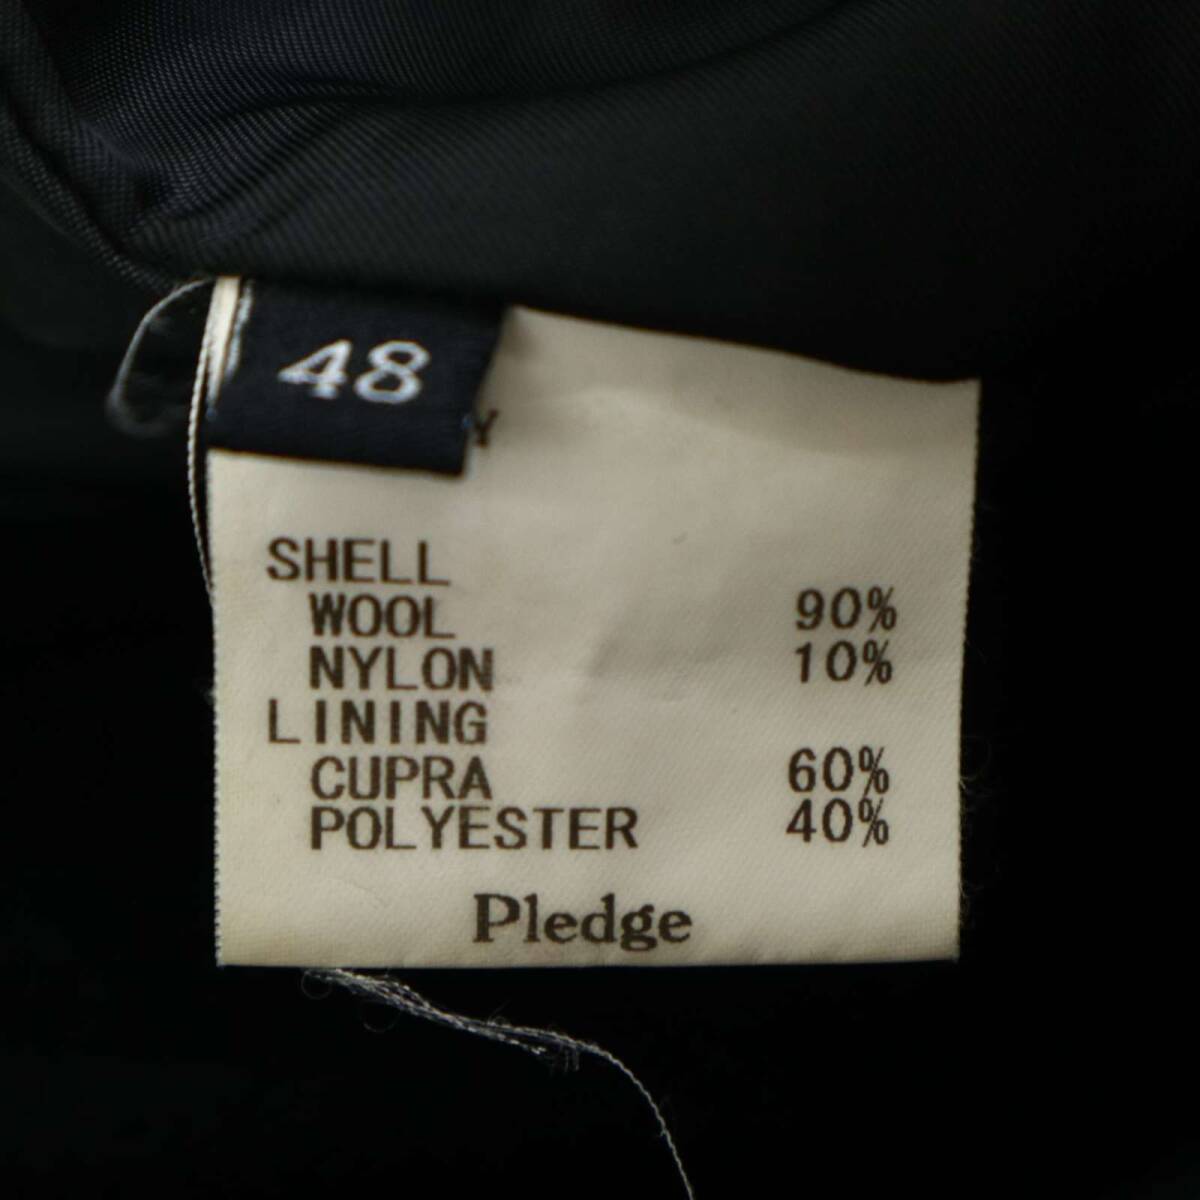 48
Y
SHELL
WOOL 90%
NYLON 10%
LINING
CUPRA 60%
POLYESTER 40%
Pledge